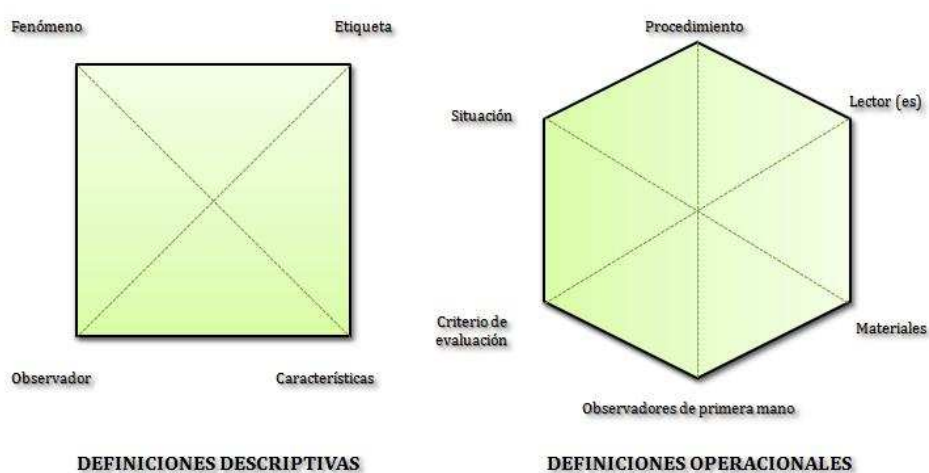 Fenómeno
Etiqueta
Observador
Características
DEFINICIONES DESCRIPTIVAS
Procedimiento
Situación
Lector (es)
Criterio de
evaluación
Materiales
Observadores de primera mano
DEFINICIONES OPERACIONALES